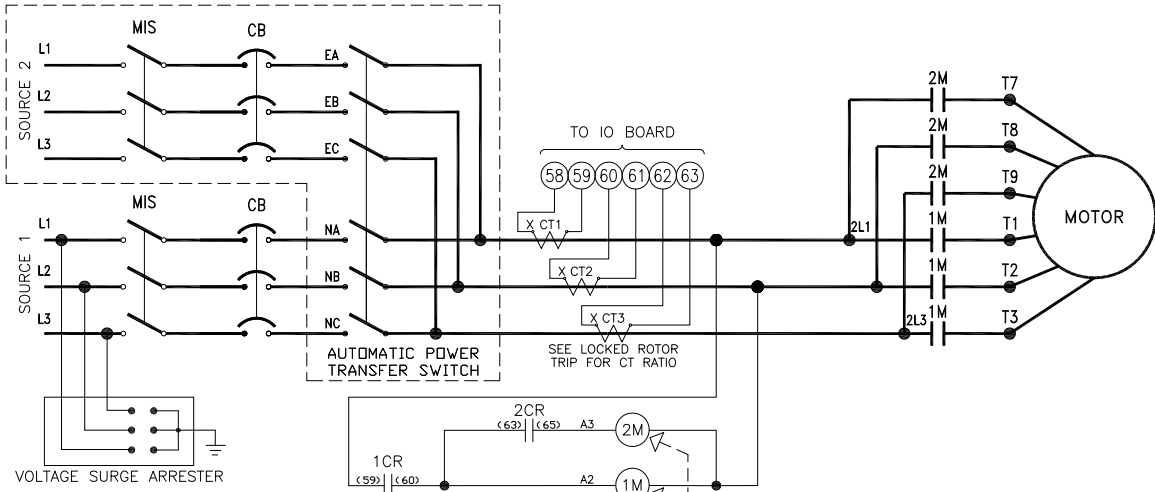 MIS
CB
SOURCE 2
L1
EA
L2
EB
L3
EC
2M
T7
2M
T8
2M
T9
TO IO BOARD
58 59 60 61 62 63
MOTOR
MIS
CB
SOURCE 1
L1
NA
X CT1
2L1
1M
T1
L2
NB
X CT2
1M
T2
L3
NC
X CT3
2L3
1M
T3
AUTOMATIC POWER
TRANSFER SWITCH
SEE LOCKED ROTOR
TRIP FOR CT RATIO
VOLTAGE SURGE ARRESTER
2CR
(63) (65)
A3
2M
1CR
(59) (60)
A2
1M